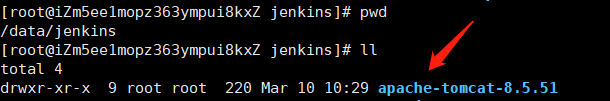 [root@iZm5ee1mopz363ympui8kxZ jenkins]# pwd
/data/jenkins
[root@iZm5ee1mopz363ympui8kxZ jenkins]# ll
total 4
drwxr-xr-x  9 root root  220 Mar 10 10:29 apache-tomcat-8.5.51